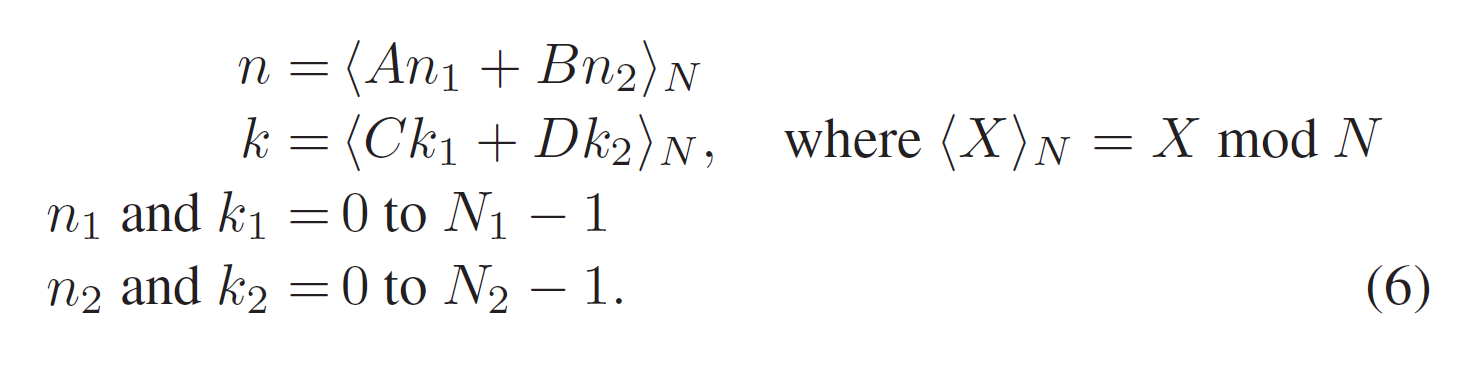 n = ⟨An₁ + Bn₂⟩_N
k = ⟨Ck₁ + Dk₂⟩_N, where ⟨X⟩_N = X mod N
n₁ and k₁ = 0 to N₁ − 1
n₂ and k₂ = 0 to N₂ − 1. (6)